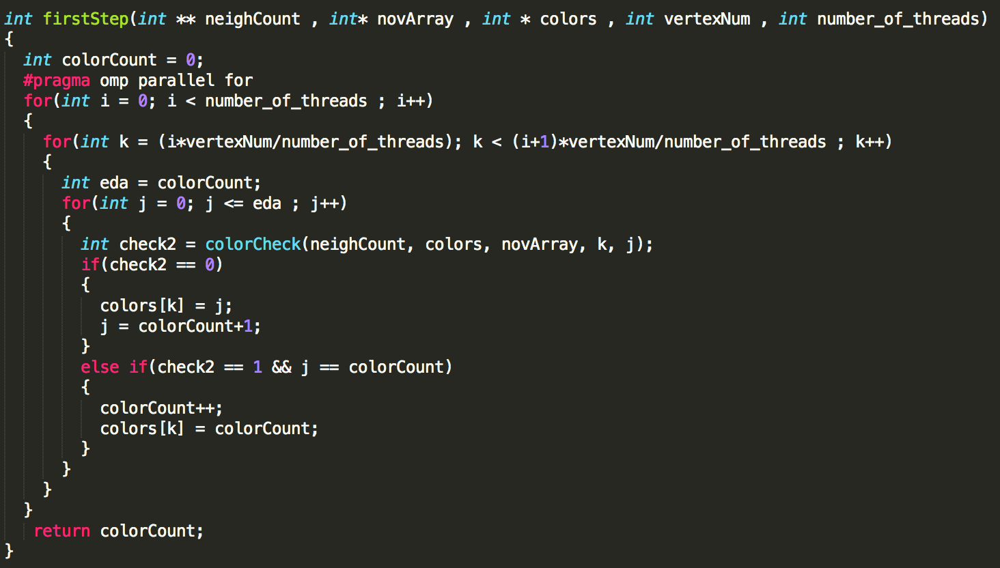 int firstStep(int ** neighCount , int* novArray , int * colors , int vertexNum , int number_of_threads)
{
  int colorCount = 0;
  #pragma omp parallel for
  for(int i = 0; i < number_of_threads ; i++)
  {
    for(int k = (i*vertexNum/number_of_threads); k < (i+1)*vertexNum/number_of_threads ; k++)
    {
      int eda = colorCount;
      for(int j = 0; j <= eda ; j++)
      {
        int check2 = colorCheck(neighCount, colors, novArray, k, j);
        if(check2 == 0)
        {
          colors[k] = j;
          j = colorCount+1;
        }
        else if(check2 == 1 && j == colorCount)
        {
          colorCount++;
          colors[k] = colorCount;
        }
      }
    }
  }
   return colorCount;
}